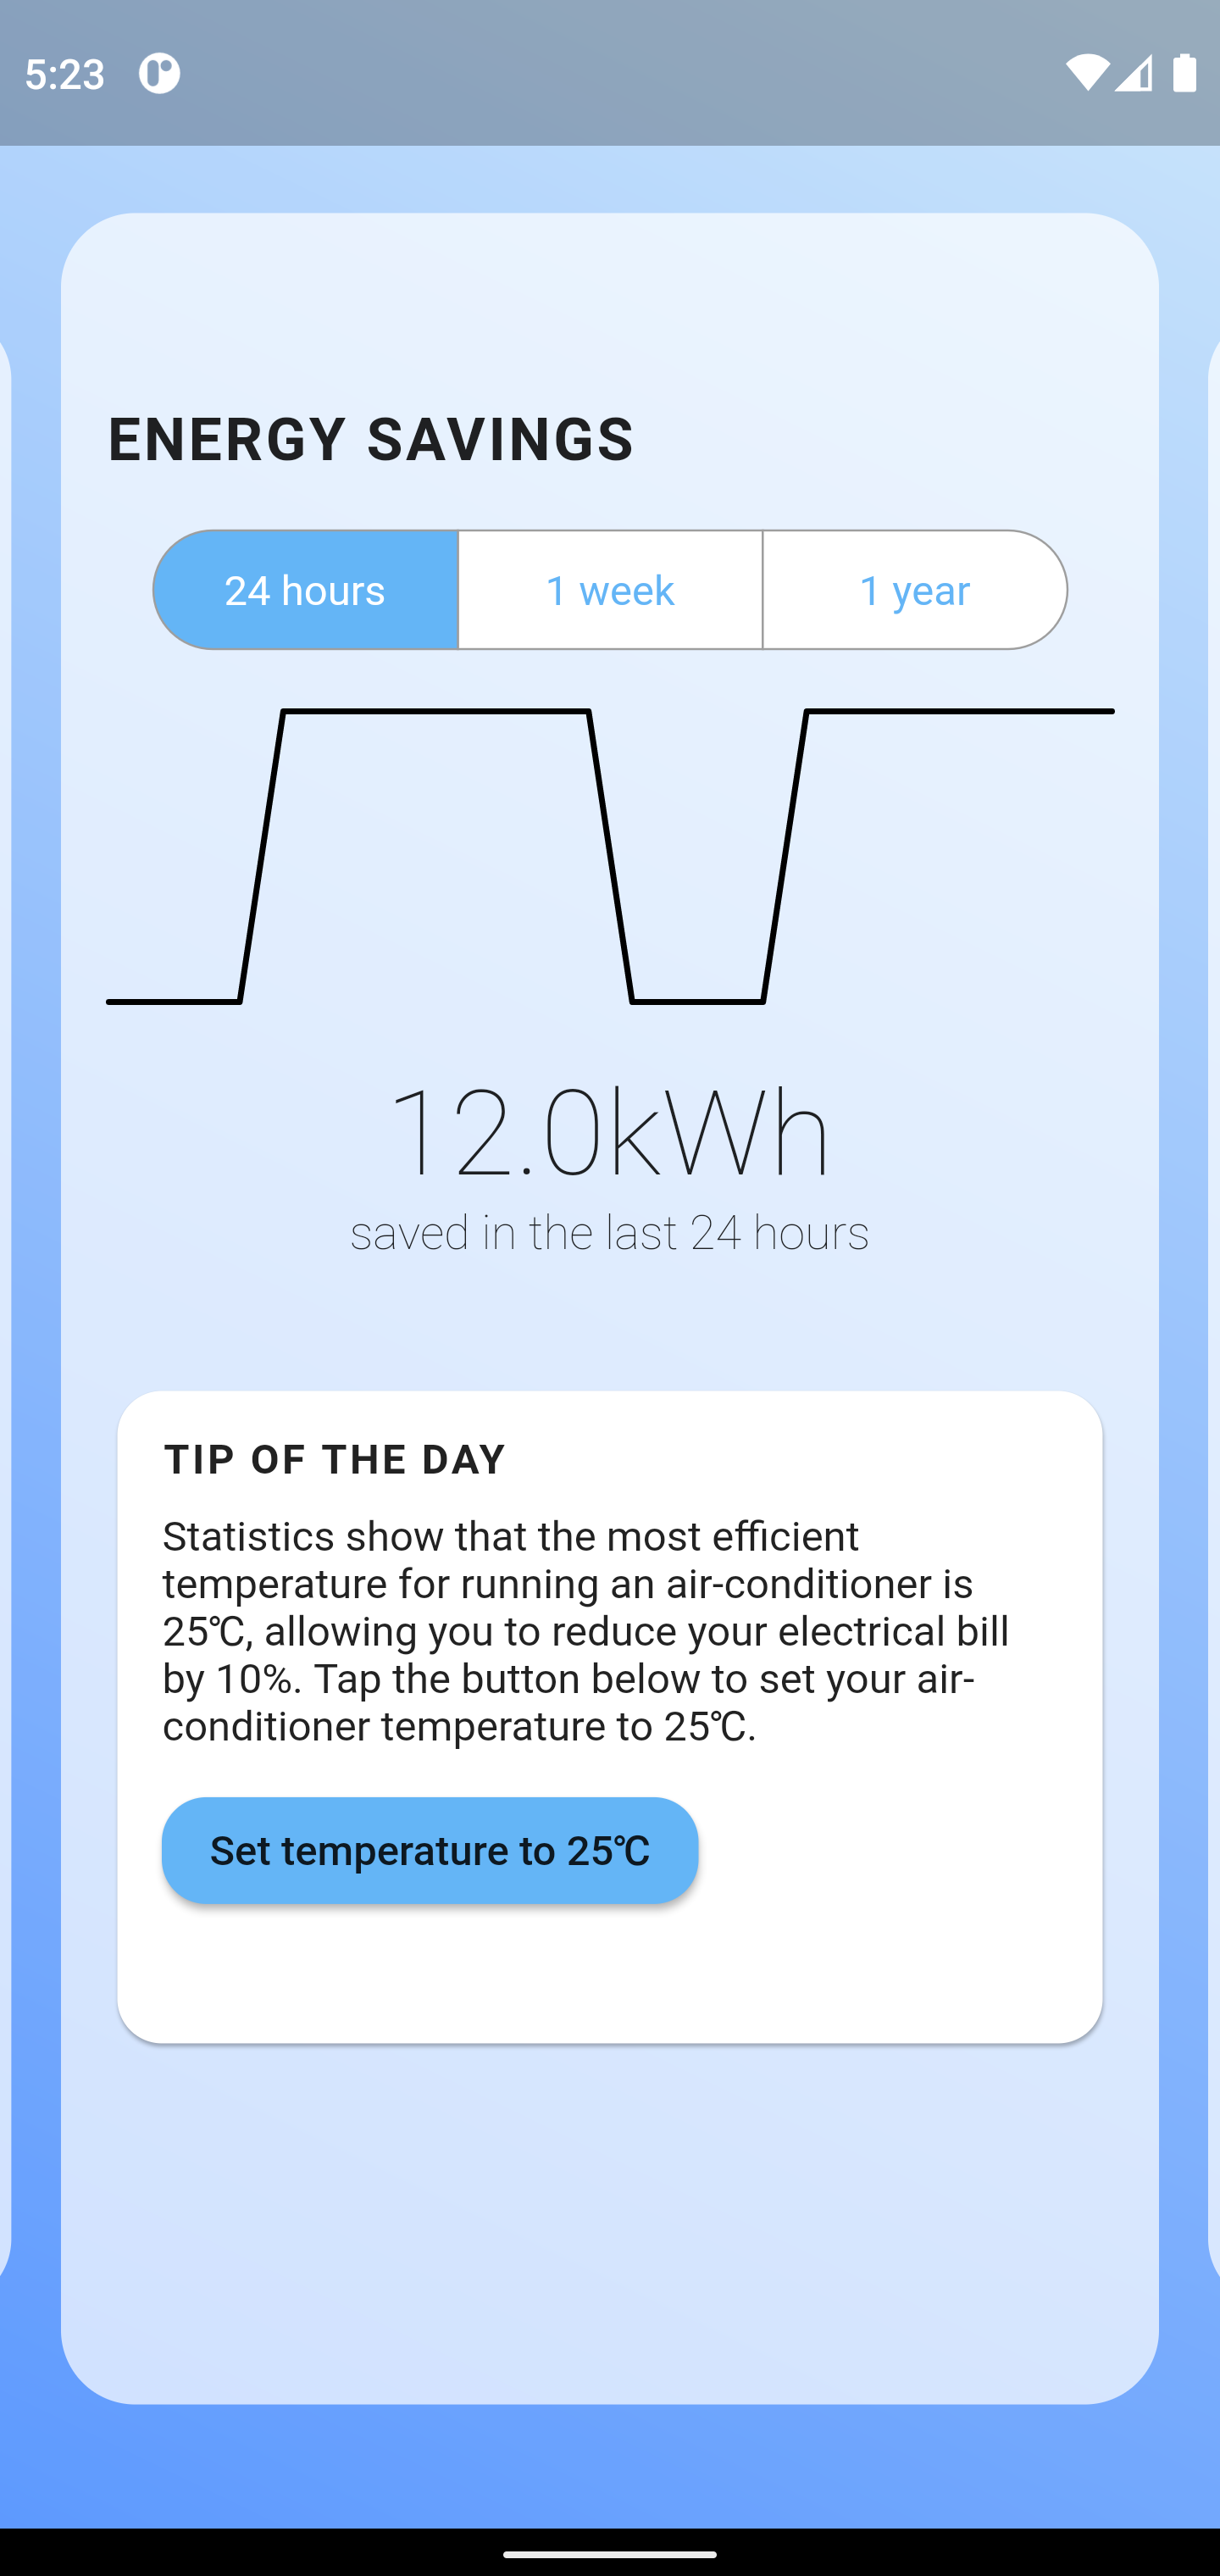 5:23
ENERGY SAVINGS
24 hours
1 week
1 year
12.0kWh
saved in the last 24 hours
TIP OF THE DAY
Statistics show that the most efficient
temperature for running an air-conditioner is
25℃, allowing you to reduce your electrical bill
by 10%. Tap the button below to set your air-
conditioner temperature to 25℃.
Set temperature to 25℃